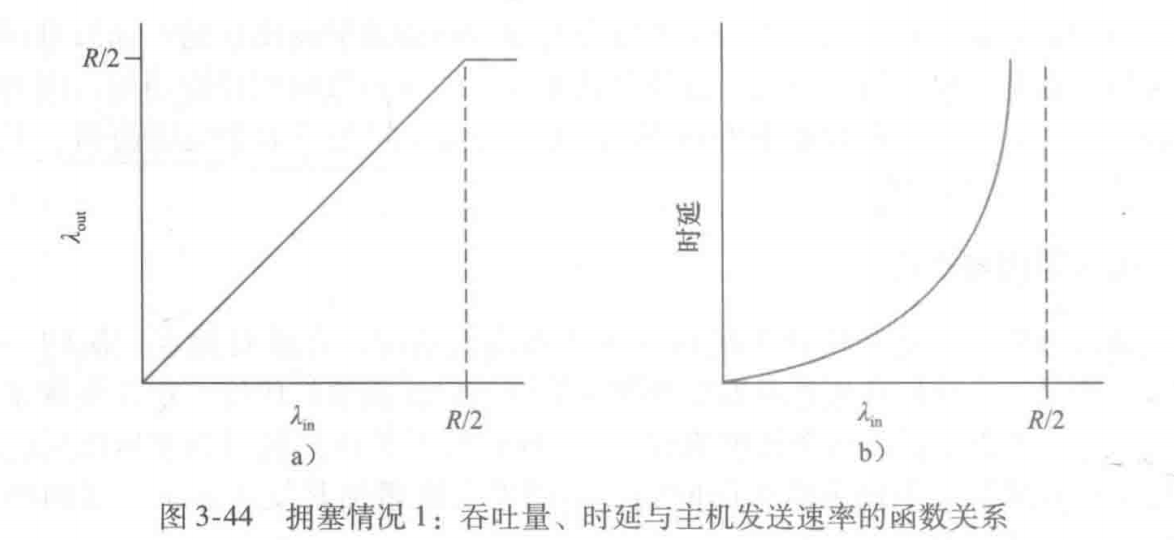 R/2
λout
λin
R/2
a）
时延
λin
R/2
b）
图 3-44 拥塞情况 1：吞吐量、时延与主机发送速率的函数关系